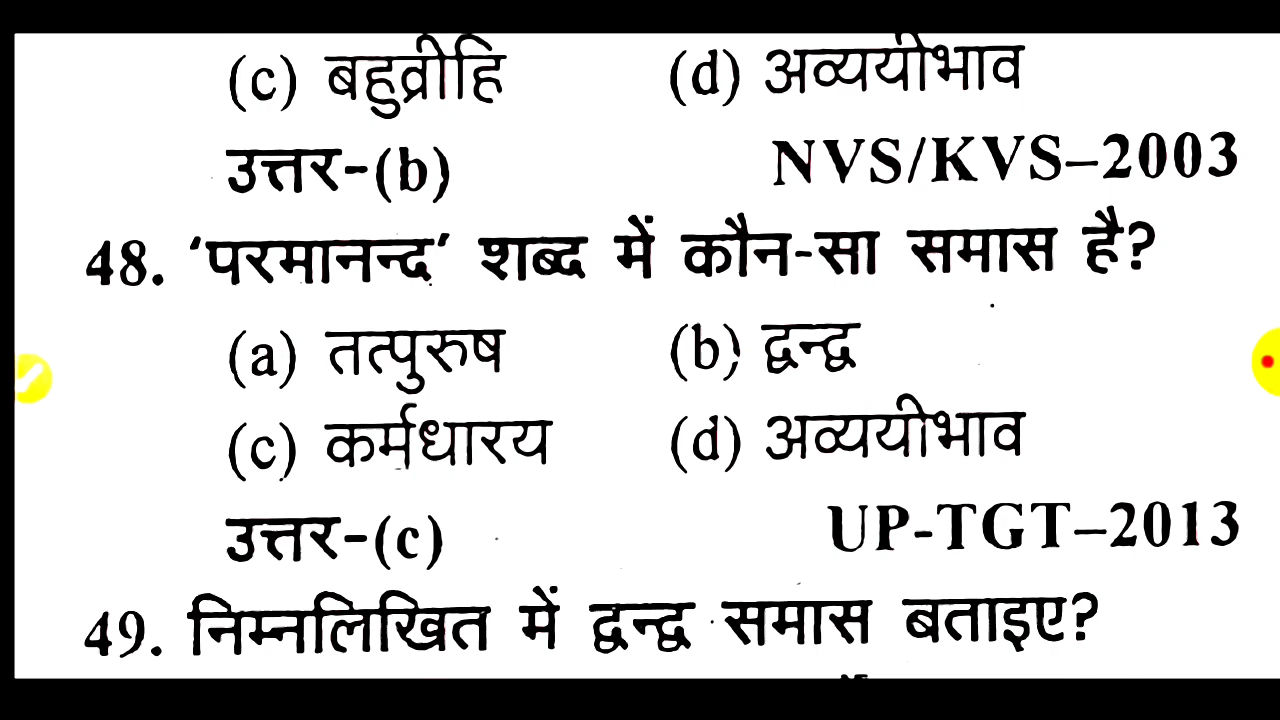 (c) बहुव्रीहि (d) अव्ययीभाव
उत्तर-(b) NVS/KVS–2003
48. ‘परमानन्द’ शब्द में कौन-सा समास है?
(a) तत्पुरुष (b) द्वन्द्व
(c) कर्मधारय (d) अव्ययीभाव
उत्तर-(c) UP-TGT–2013
49. निम्नलिखित में द्वन्द्व समास बताइए?